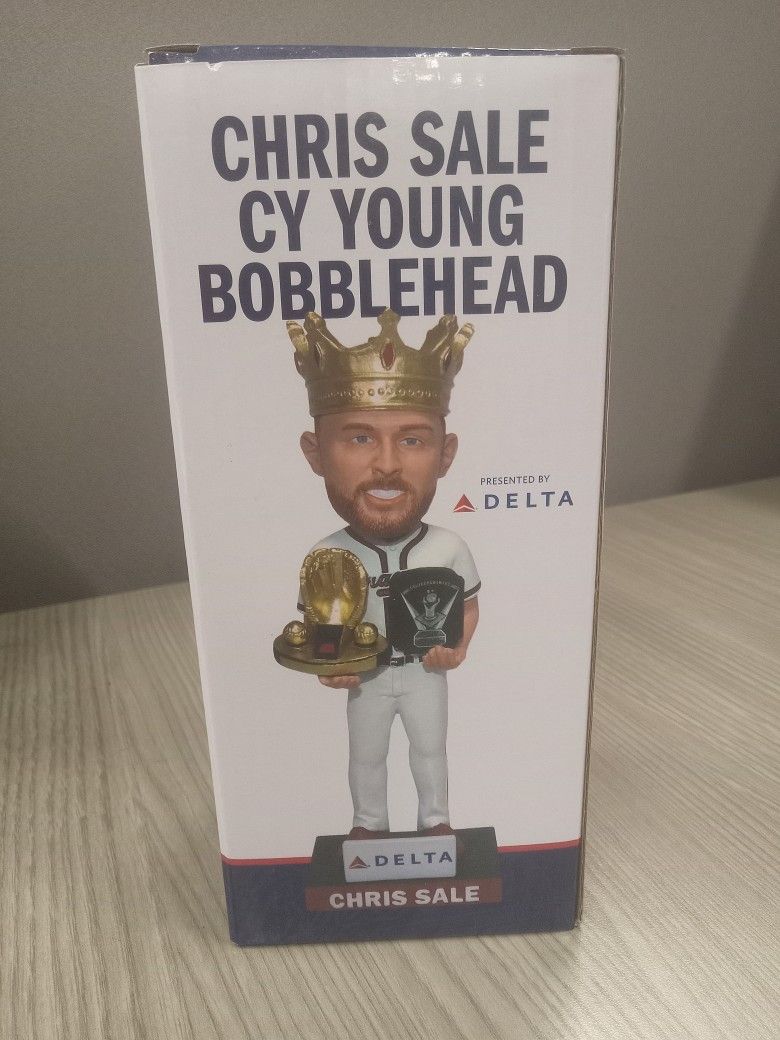 CHRIS SALE
CY YOUNG
BOBBLEHEAD
PRESENTED BY
DELTA
DELTA
CHRIS SALE